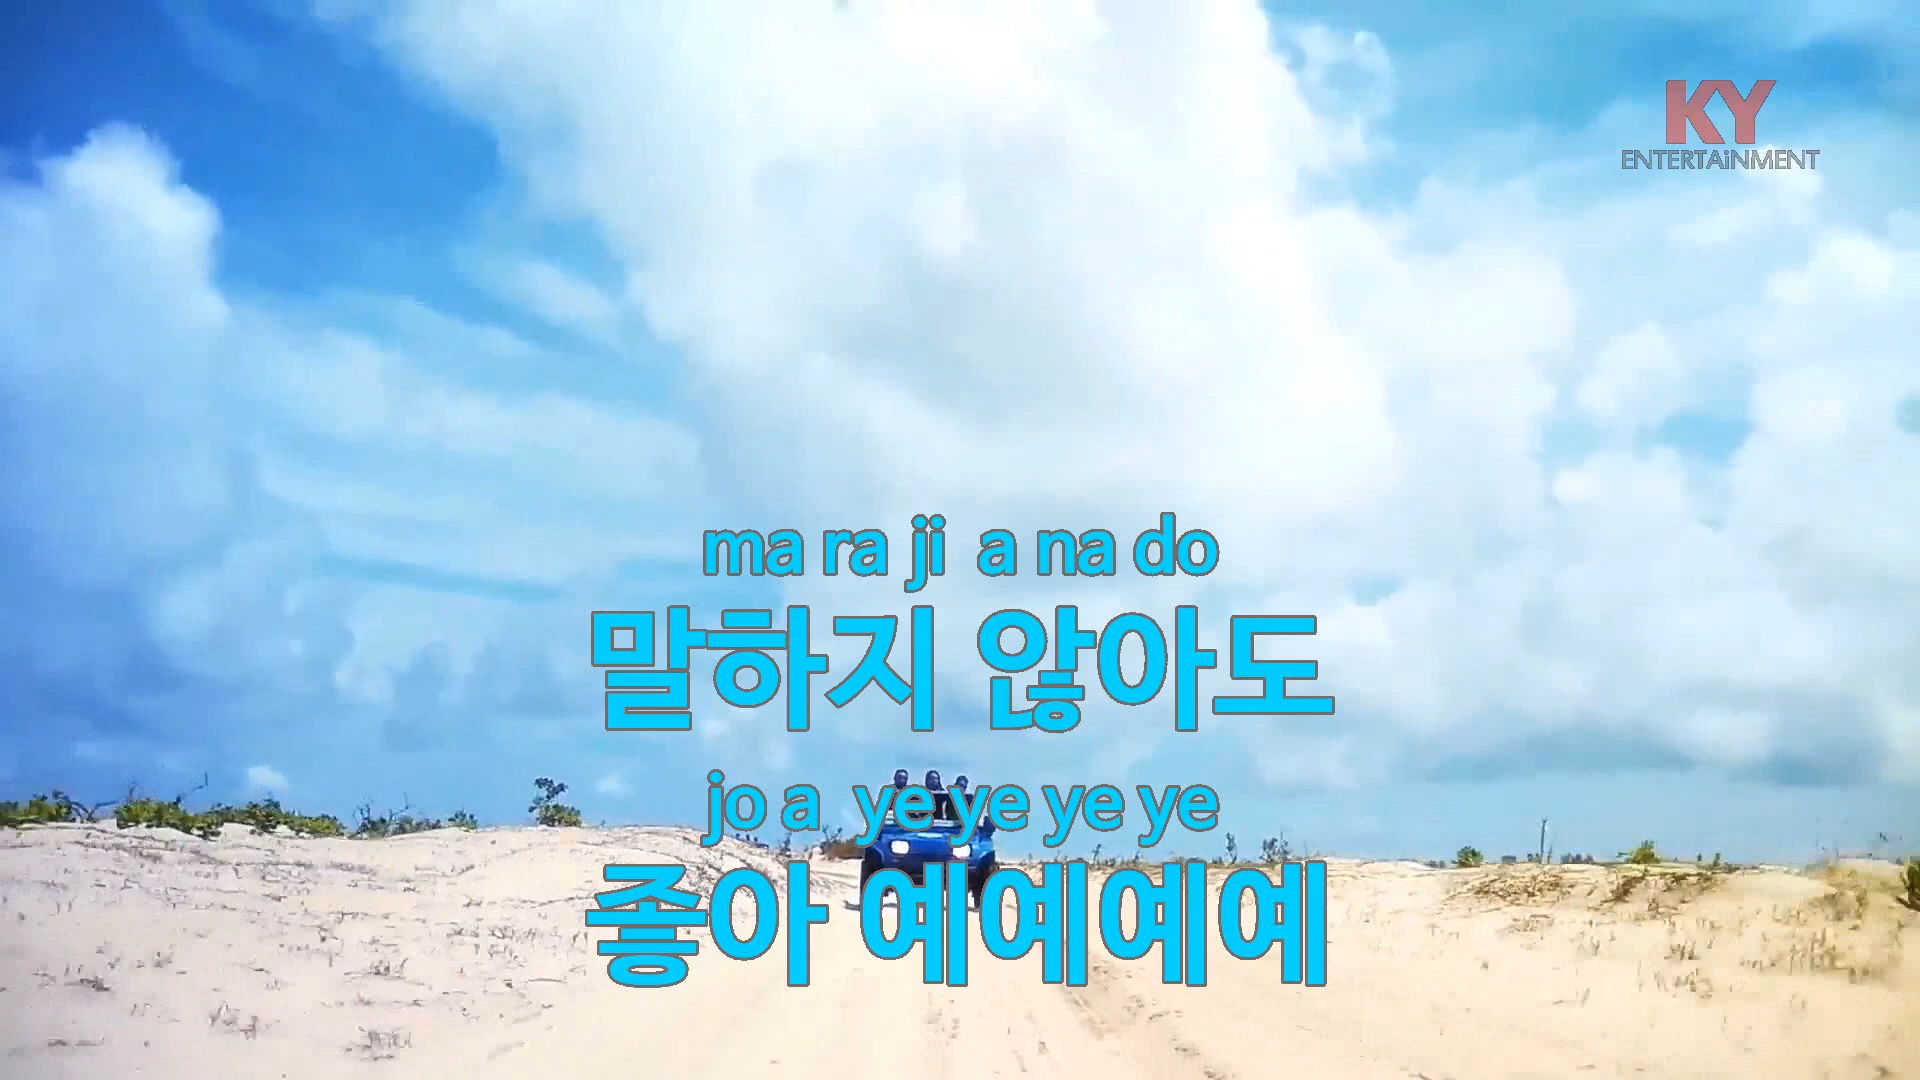 KY
ENTERTAiNMENT
ma ra ji a na do
말하지 않아도
jo a ye ye ye ye
좋아 예예예예